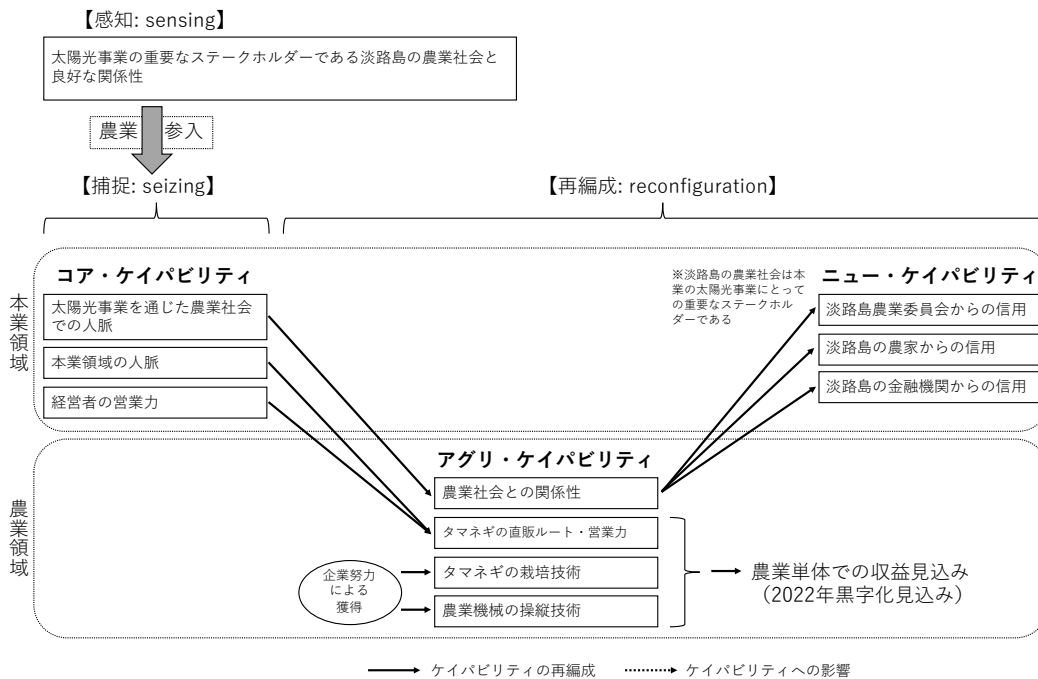 【感知: sensing】
太陽光事業の重要なステークホルダーである淡路島の農業社会と
良好な関係性
農業 参入
【捕捉: seizing】
【再編成: reconfiguration】
本業領域
コア・ケイパビリティ
太陽光事業を通じた農業社会
での人脈
本業領域の人脈
経営者の営業力
※淡路島の農業社会は本
業の太陽光事業にとって
の重要なステークホル
ダーである
ニュー・ケイパビリティ
淡路島農業委員会からの信用
淡路島の農家からの信用
淡路島の金融機関からの信用
農業領域
アグリ・ケイパビリティ
農業社会との関係性
タマネギの直販ルート・営業力
タマネギの栽培技術
農業機械の操縦技術
企業努力
による
獲得
農業単体での収益見込み
（2022年黒字化見込み）
ケイパビリティの再編成
ケイパビリティへの影響